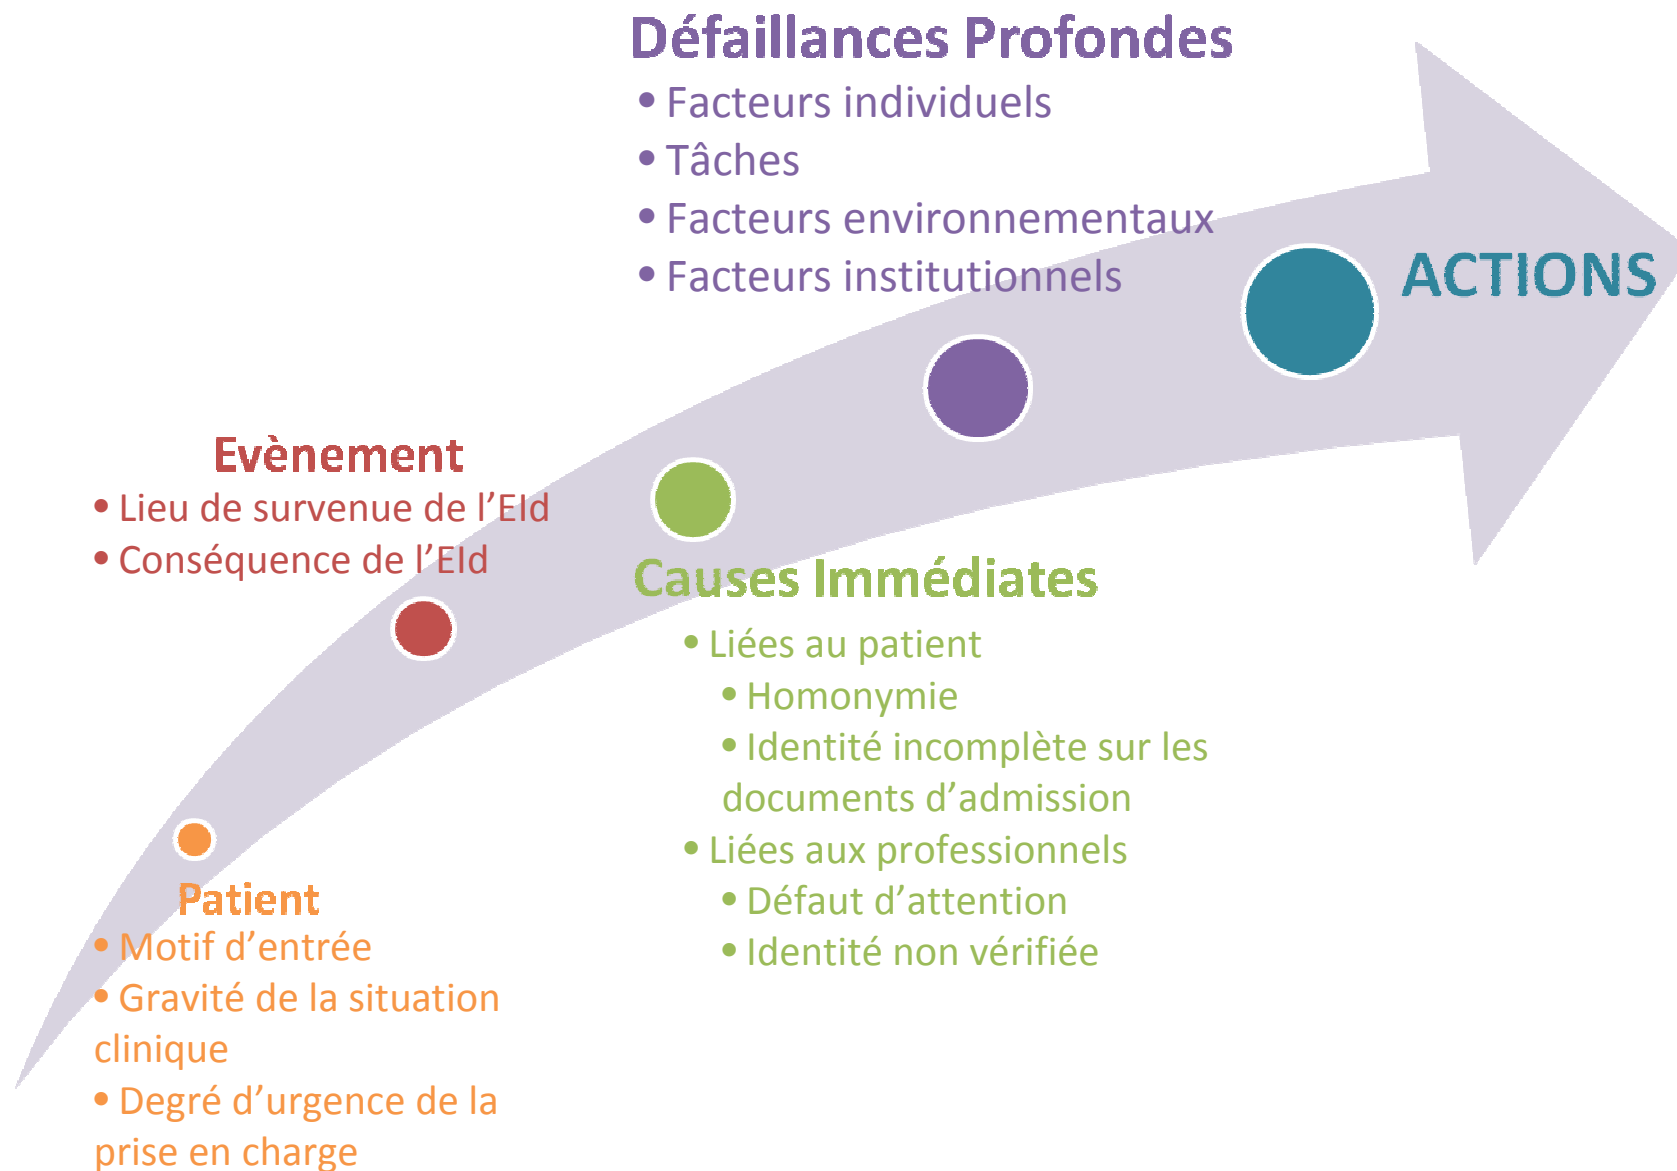 Défaillances Profondes
• Facteurs individuels
• Tâches
• Facteurs environnementaux
• Facteurs institutionnels
ACTIONS
Evènement
• Lieu de survenue de l’EId
• Conséquence de l’EId
Causes Immédiates
• Liées au patient
• Homonymie
• Identité incomplète sur les
documents d’admission
• Liées aux professionnels
• Défaut d’attention
• Identité non vérifiée
Patient
• Motif d’entrée
• Gravité de la situation
clinique
• Degré d’urgence de la
prise en charge